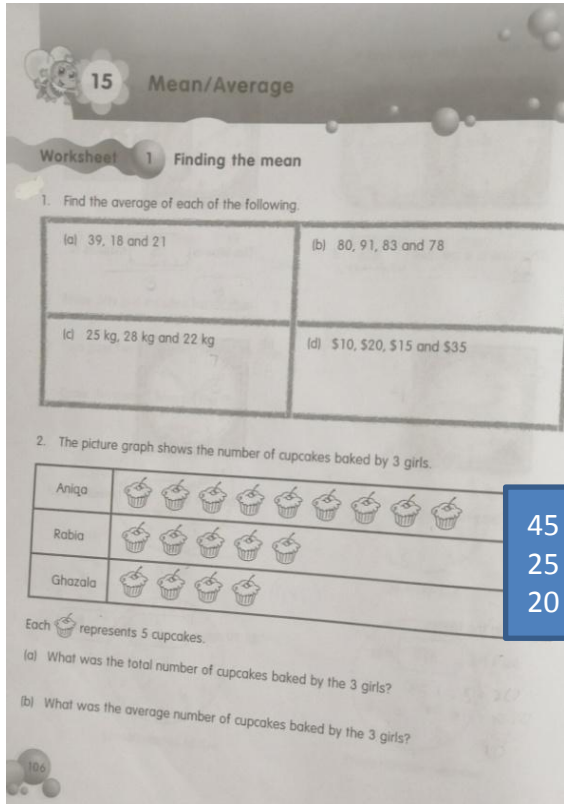 15 Mean/Average
Worksheet 1 Finding the mean
1. Find the average of each of the following.
(a) 39, 18 and 21
(b) 80, 91, 83 and 78
(c) 25 kg, 28 kg and 22 kg
(d) $10, $20, $15 and $35
2. The picture graph shows the number of cupcakes baked by 3 girls.
Aniqa
45
Rabia
25
Ghazala
20
Each represents 5 cupcakes.
(a) What was the total number of cupcakes baked by the 3 girls?
(b) What was the average number of cupcakes baked by the 3 girls?
106